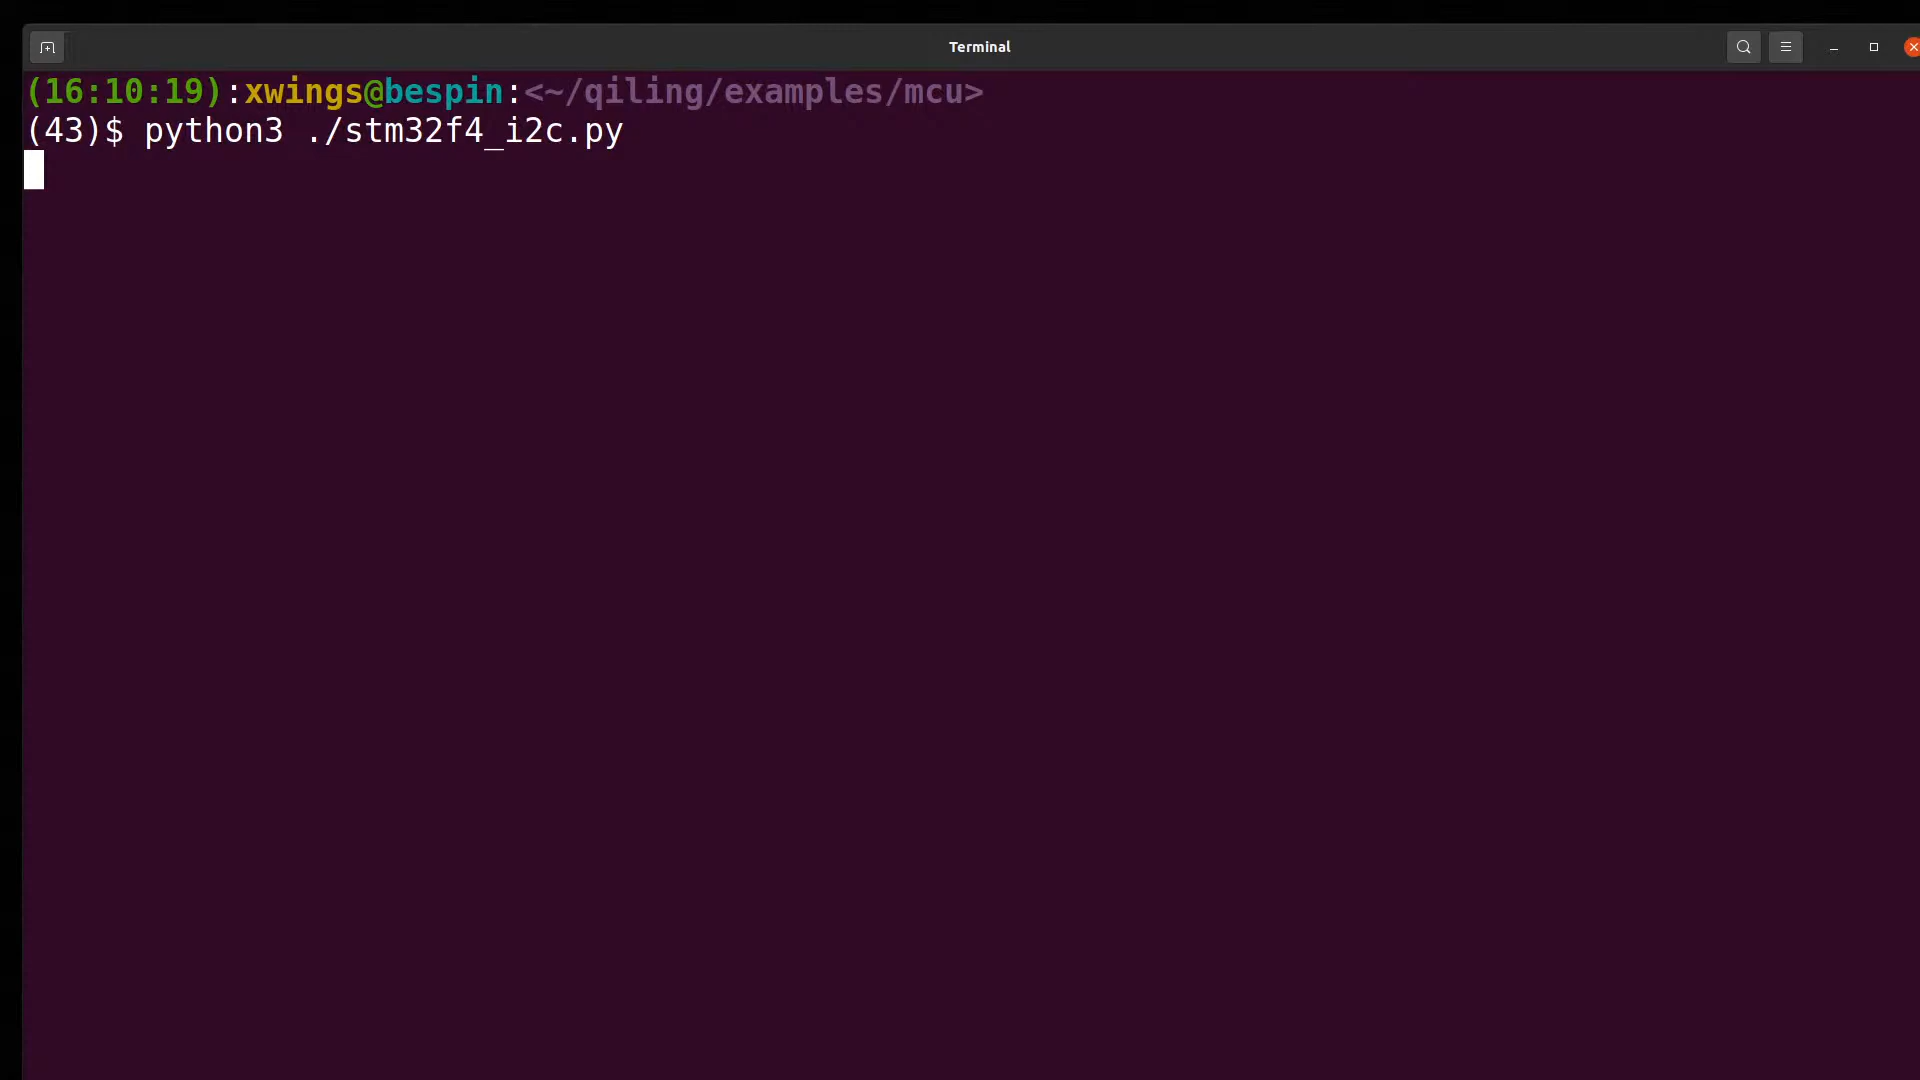 Terminal
(16:10:19):xwings@bespin:<~/qiling/examples/mcu>
(43)$ python3 ./stm32f4_i2c.py